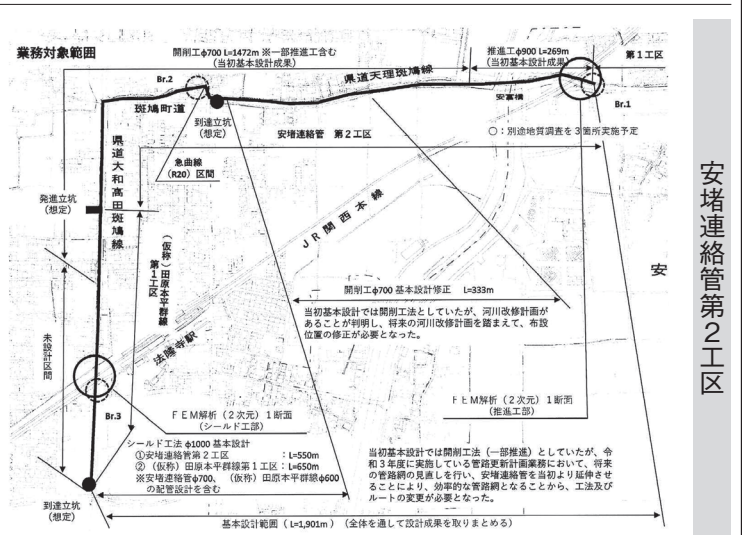 業務対象範囲
開削工φ700 L=1472m ※一部推進工含む
(当初基本設計成果)
推進工φ900 L=269m
(当初基本設計成果)
第1工区
Br.2
県道天理斑鳩線
斑鳩町道
安富橋
Br.1
到達立坑
(想定)
○：別途地質調査を3箇所実施予定
安堵連絡管 第2工区
県道大和高田斑鳩線
急曲線
(R20) 区間
発進立坑
(想定)
JR関西本線
(仮称) 田原本平群線
第1工区
開削工φ700 基本設計修正 L=333m
安
当初基本設計では開削工法としていたが、河川改修計画が
あることが判明し、将来の河川改修計画を踏まえて、布設
位置の修正が必要となった。
未設計区間
法隆寺駅
Br.3
FEM解析 (2次元) 1断面
(シールド工部)
FEM解析 (2次元) 1断面
(推進工部)
シールド工法 φ1000 基本設計
①安堵連絡管第2工区 ：L=550m
② (仮称) 田原本平群線第1工区：L=650m
※安堵連絡管φ700、(仮称) 田原本平群線φ600
の配管設計を含む
当初基本設計では開削工法 (一部推進) としていたが、令
和3年度に実施している管路更新計画業務において、将来
の管路網の見直しを行い、安堵連絡管を当初より延伸させ
ることにより、効率的な管路網となることから、工法及び
ルートの変更が必要となった。
到達立坑
(想定)
基本設計範囲 (L=1,901m) (全体を通して設計成果を取りまとめる)
安堵連絡管第2工区